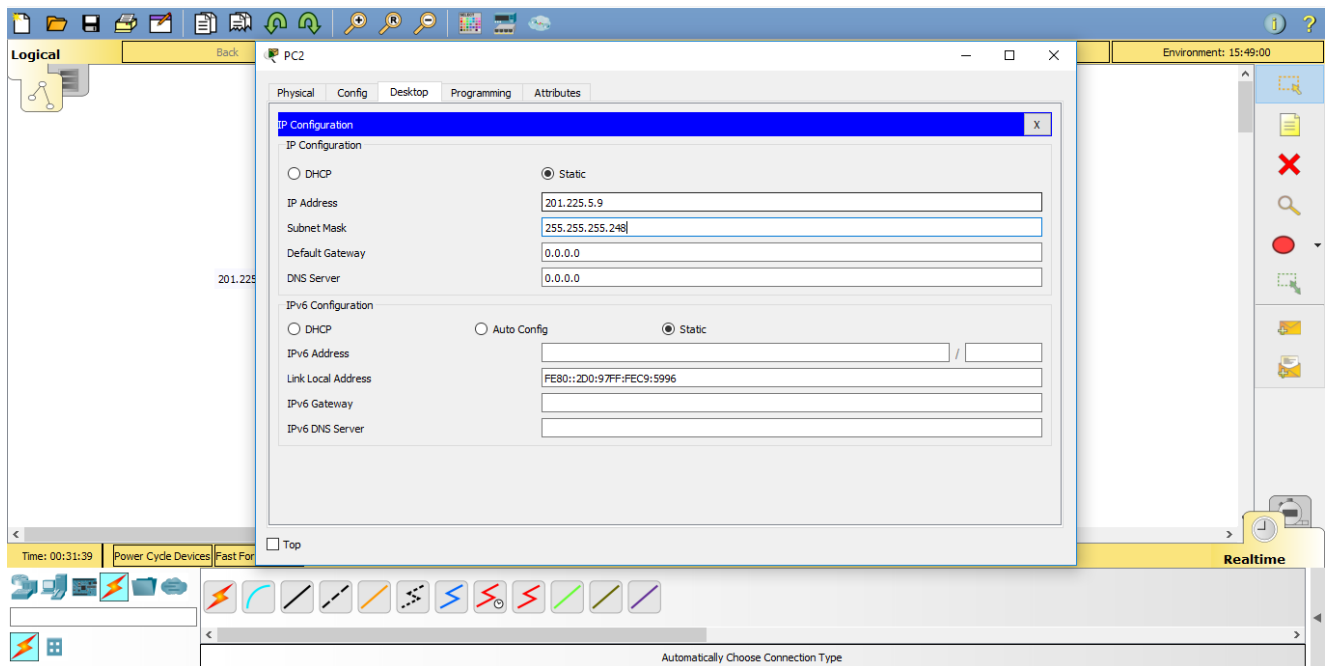 Logical
Back
Environment: 15:49:00
PC2
Physical Config Desktop Programming Attributes
IP Configuration
X
IP Configuration
DHCP Static
IP Address 201.225.5.9
Subnet Mask 255.255.255.248
Default Gateway 0.0.0.0
201.225
DNS Server 0.0.0.0
IPv6 Configuration
DHCP Auto Config Static
IPv6 Address /
Link Local Address FE80::2D0:97FF:FEC9:5996
IPv6 Gateway
IPv6 DNS Server
Top
Time: 00:31:39 Power Cycle Devices Fast For
Realtime
Automatically Choose Connection Type